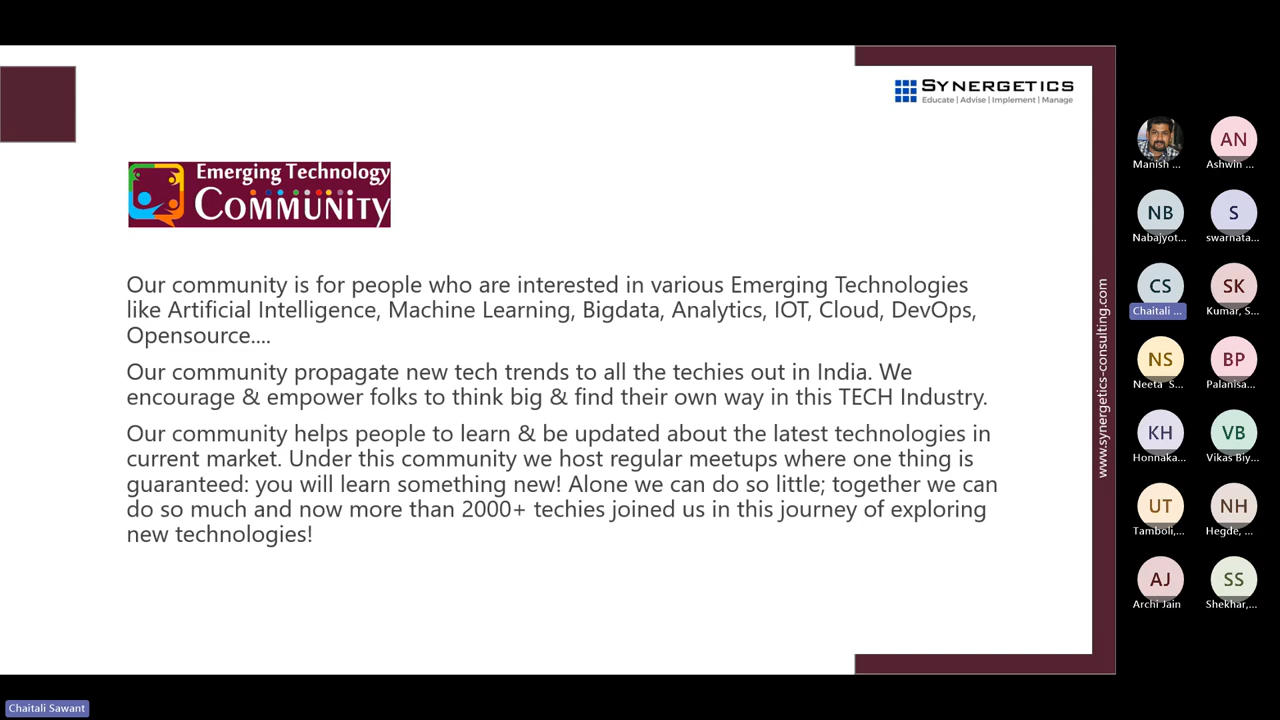 SYNERGETICS
Educate | Advise | Implement | Manage
Emerging Technology
COMMUNITY
Our community is for people who are interested in various Emerging Technologies
like Artificial Intelligence, Machine Learning, Bigdata, Analytics, IOT, Cloud, DevOps,
Opensource....
Our community propagate new tech trends to all the techies out in India. We
encourage & empower folks to think big & find their own way in this TECH Industry.
Our community helps people to learn & be updated about the latest technologies in
current market. Under this community we host regular meetups where one thing is
guaranteed: you will learn something new! Alone we can do so little; together we can
do so much and now more than 2000+ techies joined us in this journey of exploring
new technologies!
www.synergetics-consulting.com
Manish ...
AN
Ashwin ...
NB
Nabajyot...
S
swarnata...
CS
Chaitali ...
SK
Kumar, S...
NS
Neeta S...
BP
Palanisa...
KH
Honnaka...
VB
Vikas Biy...
UT
Tamboli,...
NH
Hegde, ...
AJ
Archi Jain
SS
Shekhar,...
Chaitali Sawant